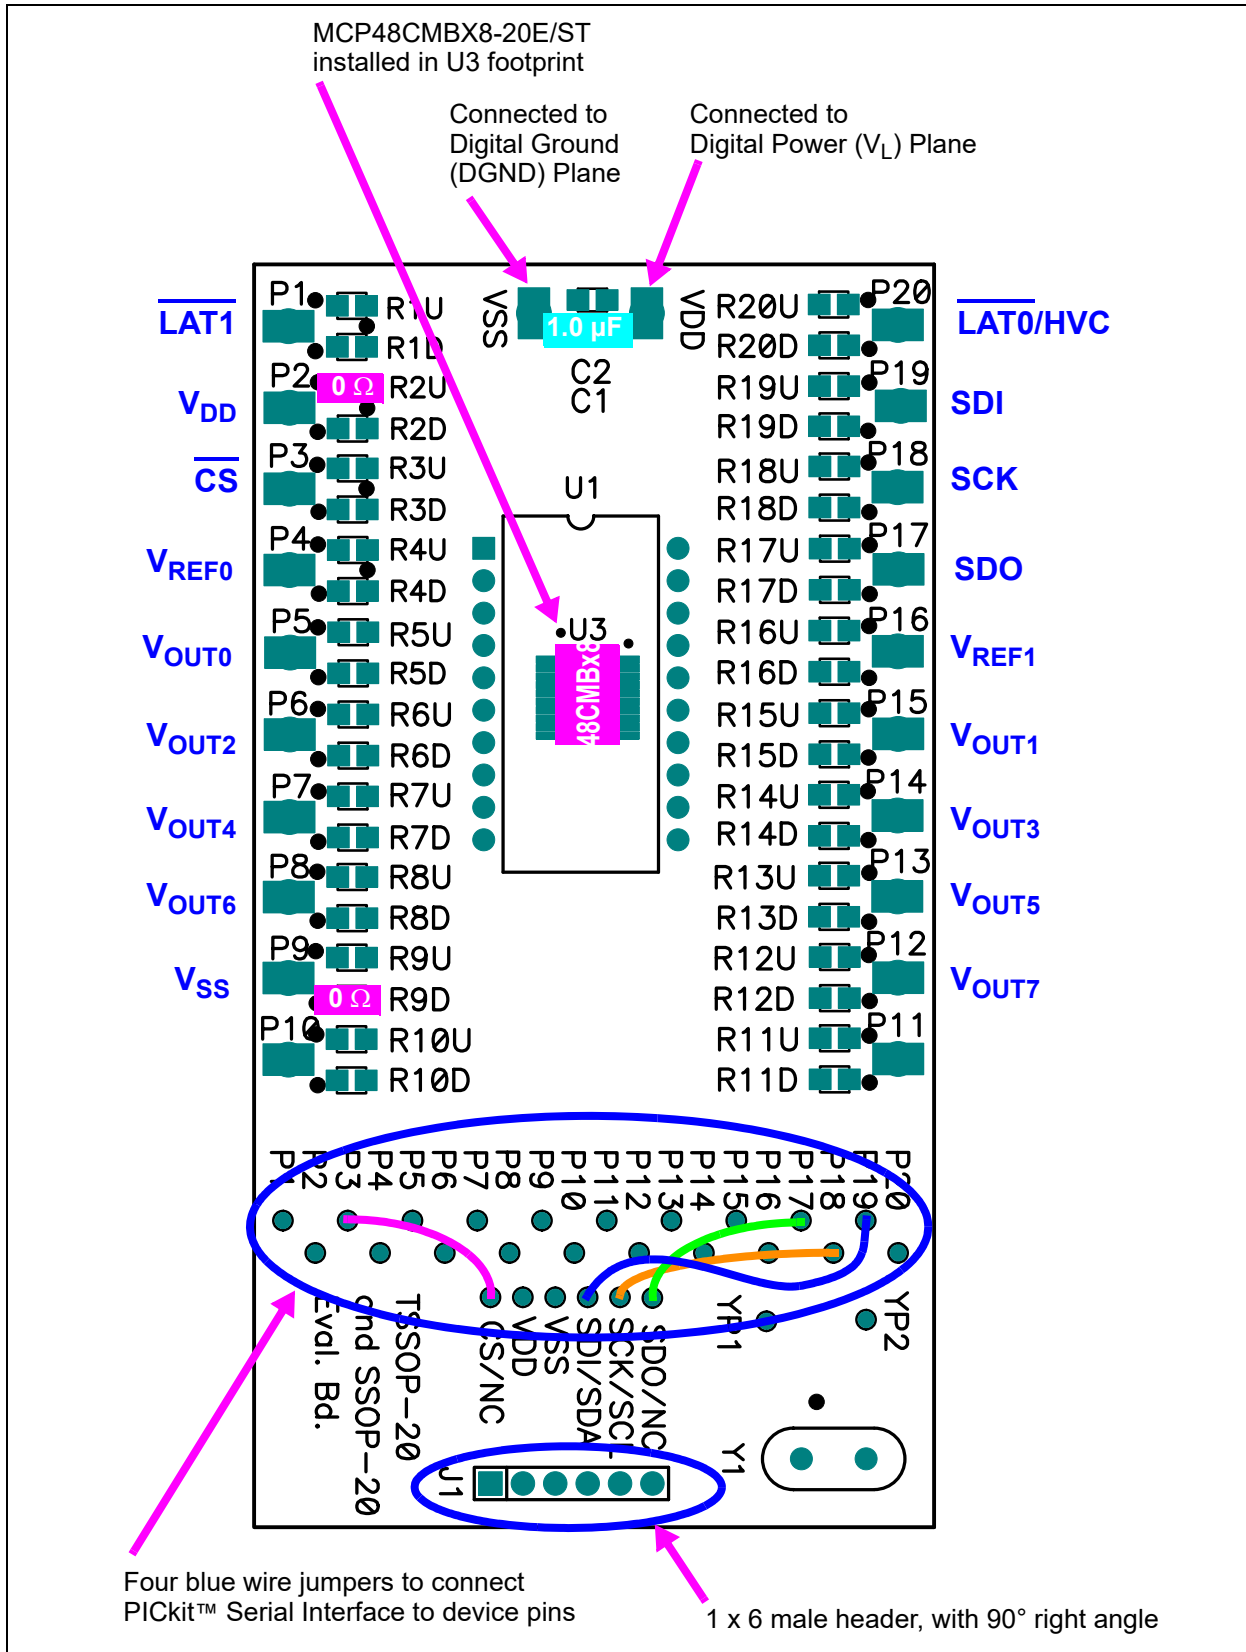 MCP48CMBX8-20E/ST
installed in U3 footprint
Connected to
Digital Ground
(DGND) Plane
Connected to
Digital Power (VL) Plane
VSS
VDD
1.0 µF
C2
C1
LAT1
P1
R1U
R1D
VDD
P2
0 Ω
R2U
R2D
CS
P3
R3U
R3D
VREF0
P4
R4U
R4D
VOUT0
P5
R5U
R5D
VOUT2
P6
R6U
R6D
VOUT4
P7
R7U
R7D
VOUT6
P8
R8U
R8D
VSS
P9
R9U
0 Ω
R9D
P10
R10U
R10D
U1
U3
48CMBx8
R20U
P20
LAT0/HVC
R20D
R19U
P19
SDI
R19D
R18U
P18
SCK
R18D
R17U
P17
SDO
R17D
R16U
P16
VREF1
R16D
R15U
P15
VOUT1
R15D
R14U
P14
VOUT3
R14D
R13U
P13
VOUT5
R13D
R12U
P12
VOUT7
R12D
R11U
P11
R11D
P1
P2
P3
P4
P5
P6
P7
P8
P9
P10
P11
P12
P13
P14
P15
P16
P17
P18
P19
P20
TSSOP-20
and SSOP-20
Eval. Bd.
CS/NC
VDD
VSS
SDI/SDA
SCK/SCL
SDO/NC
YP1
YP2
J1
Y1
Four blue wire jumpers to connect
PICkit™ Serial Interface to device pins
1 x 6 male header, with 90° right angle